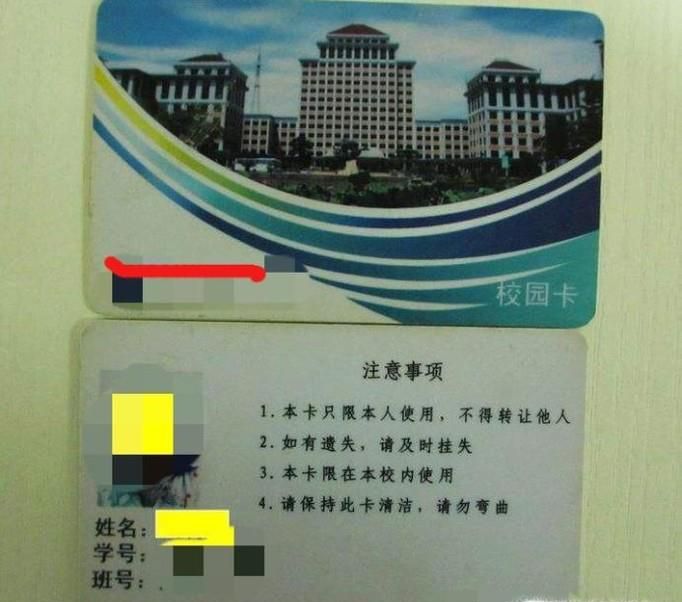 校园卡
注意事项
1. 本卡只限本人使用，不得转让他人
2. 如有遗失，请及时挂失
3. 本卡限在本校内使用
4. 请保持此卡清洁，请勿弯曲
姓名：
学号：
班号：